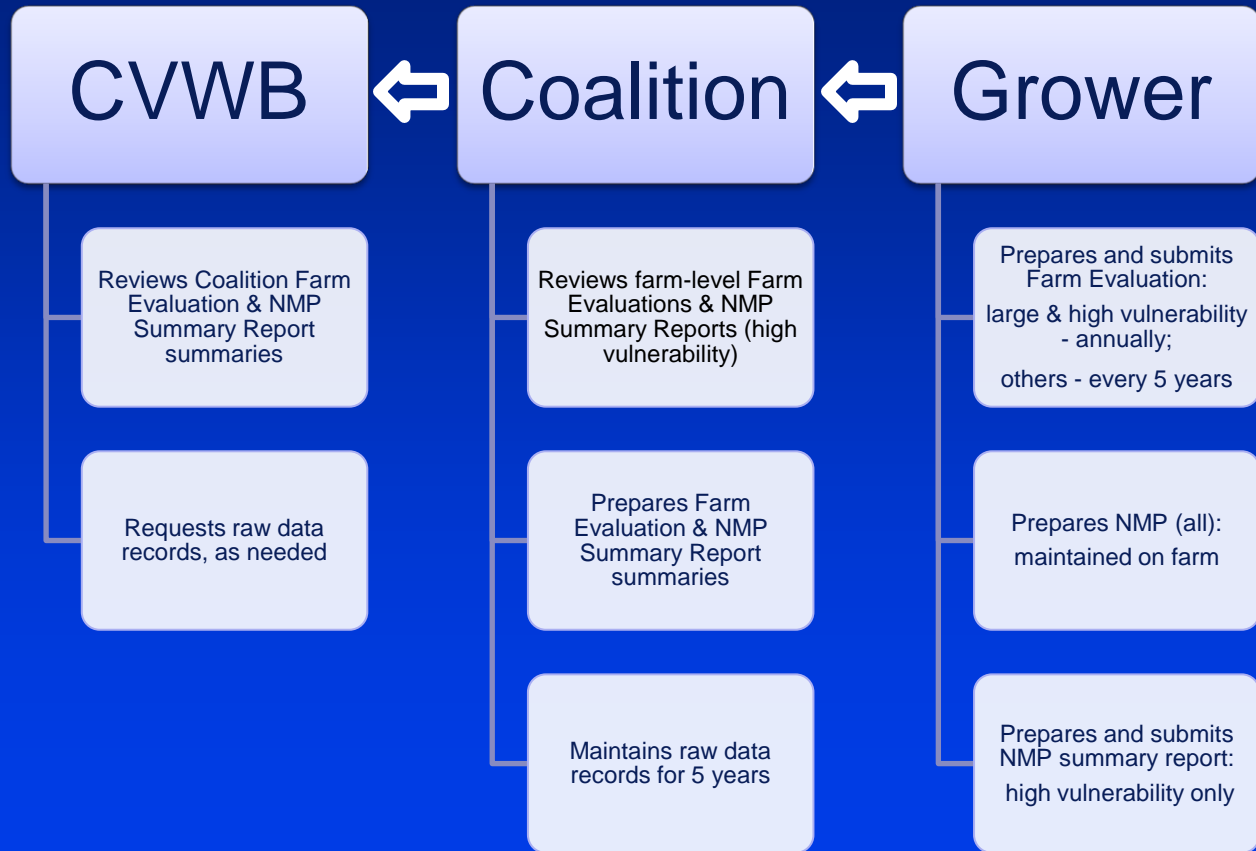 CVWB
Reviews Coalition Farm
Evaluation & NMP
Summary Report
summaries
Requests raw data
records, as needed
Coalition
Reviews farm-level Farm
Evaluations & NMP
Summary Reports (high
vulnerability)
Prepares Farm
Evaluation & NMP
Summary Report
summaries
Maintains raw data
records for 5 years
Grower
Prepares and submits
Farm Evaluation:
large & high vulnerability
- annually;
others - every 5 years
Prepares NMP (all):
maintained on farm
Prepares and submits
NMP summary report:
high vulnerability only